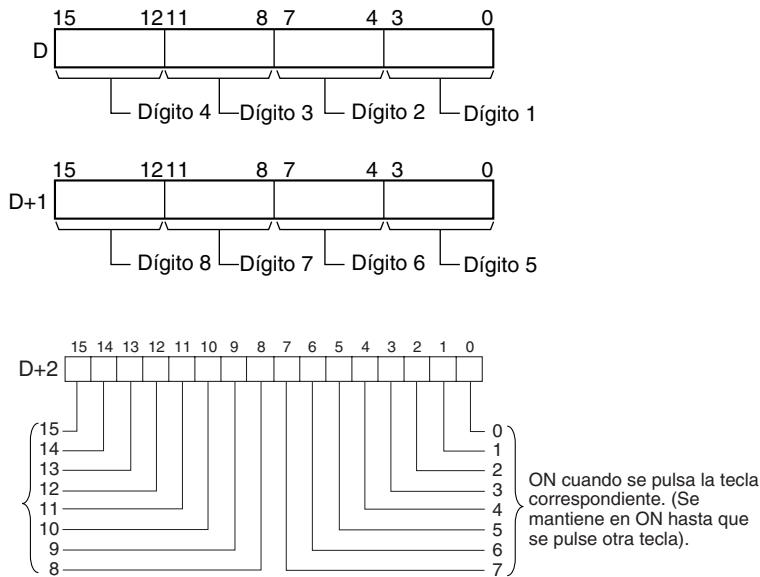 15 12 11 8 7 4 3 0
D
Dígito 4 Dígito 3 Dígito 2 Dígito 1
15 12 11 8 7 4 3 0
D+1
Dígito 8 Dígito 7 Dígito 6 Dígito 5
15 14 13 12 11 10 9 8 7 6 5 4 3 2 1 0
D+2
15 0
14 1
13 2
12 3
11 4
10 5
9 6
8 7
ON cuando se pulsa la tecla
correspondiente. (Se
mantiene en ON hasta que
se pulse otra tecla).